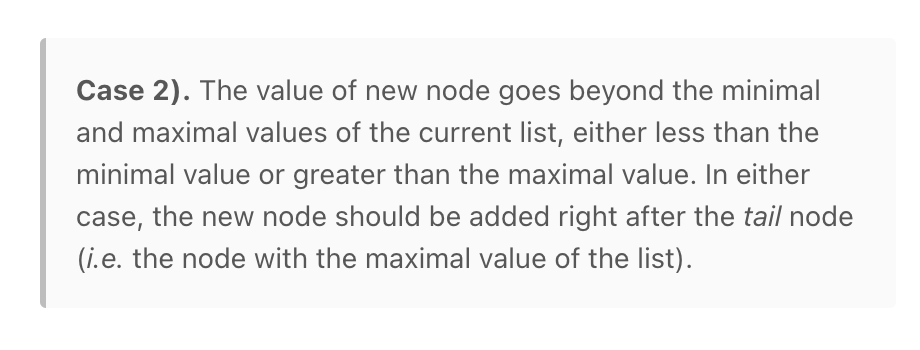 Case 2). The value of new node goes beyond the minimal
and maximal values of the current list, either less than the
minimal value or greater than the maximal value. In either
case, the new node should be added right after the tail node
(i.e. the node with the maximal value of the list).